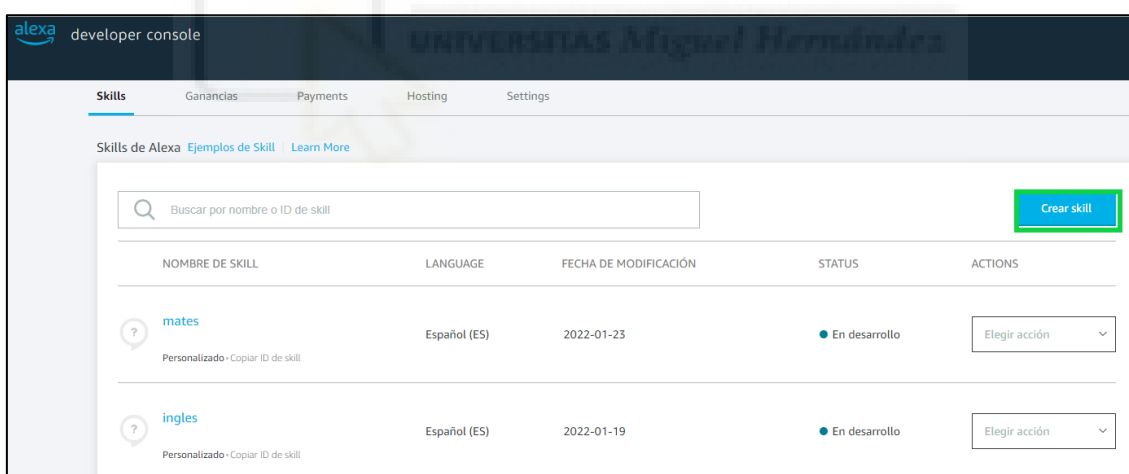 alexa developer console
UNIVERSITAS Miguel Hernández
Skills Ganancias Payments Hosting Settings
Skills de Alexa Ejemplos de Skill | Learn More
Buscar por nombre o ID de skill Crear skill
NOMBRE DE SKILL LANGUAGE FECHA DE MODIFICACIÓN STATUS ACTIONS
? mates Español (ES) 2022-01-23 En desarrollo Elegir acción
Personalizado • Copiar ID de skill
? ingles Español (ES) 2022-01-19 En desarrollo Elegir acción
Personalizado • Copiar ID de skill